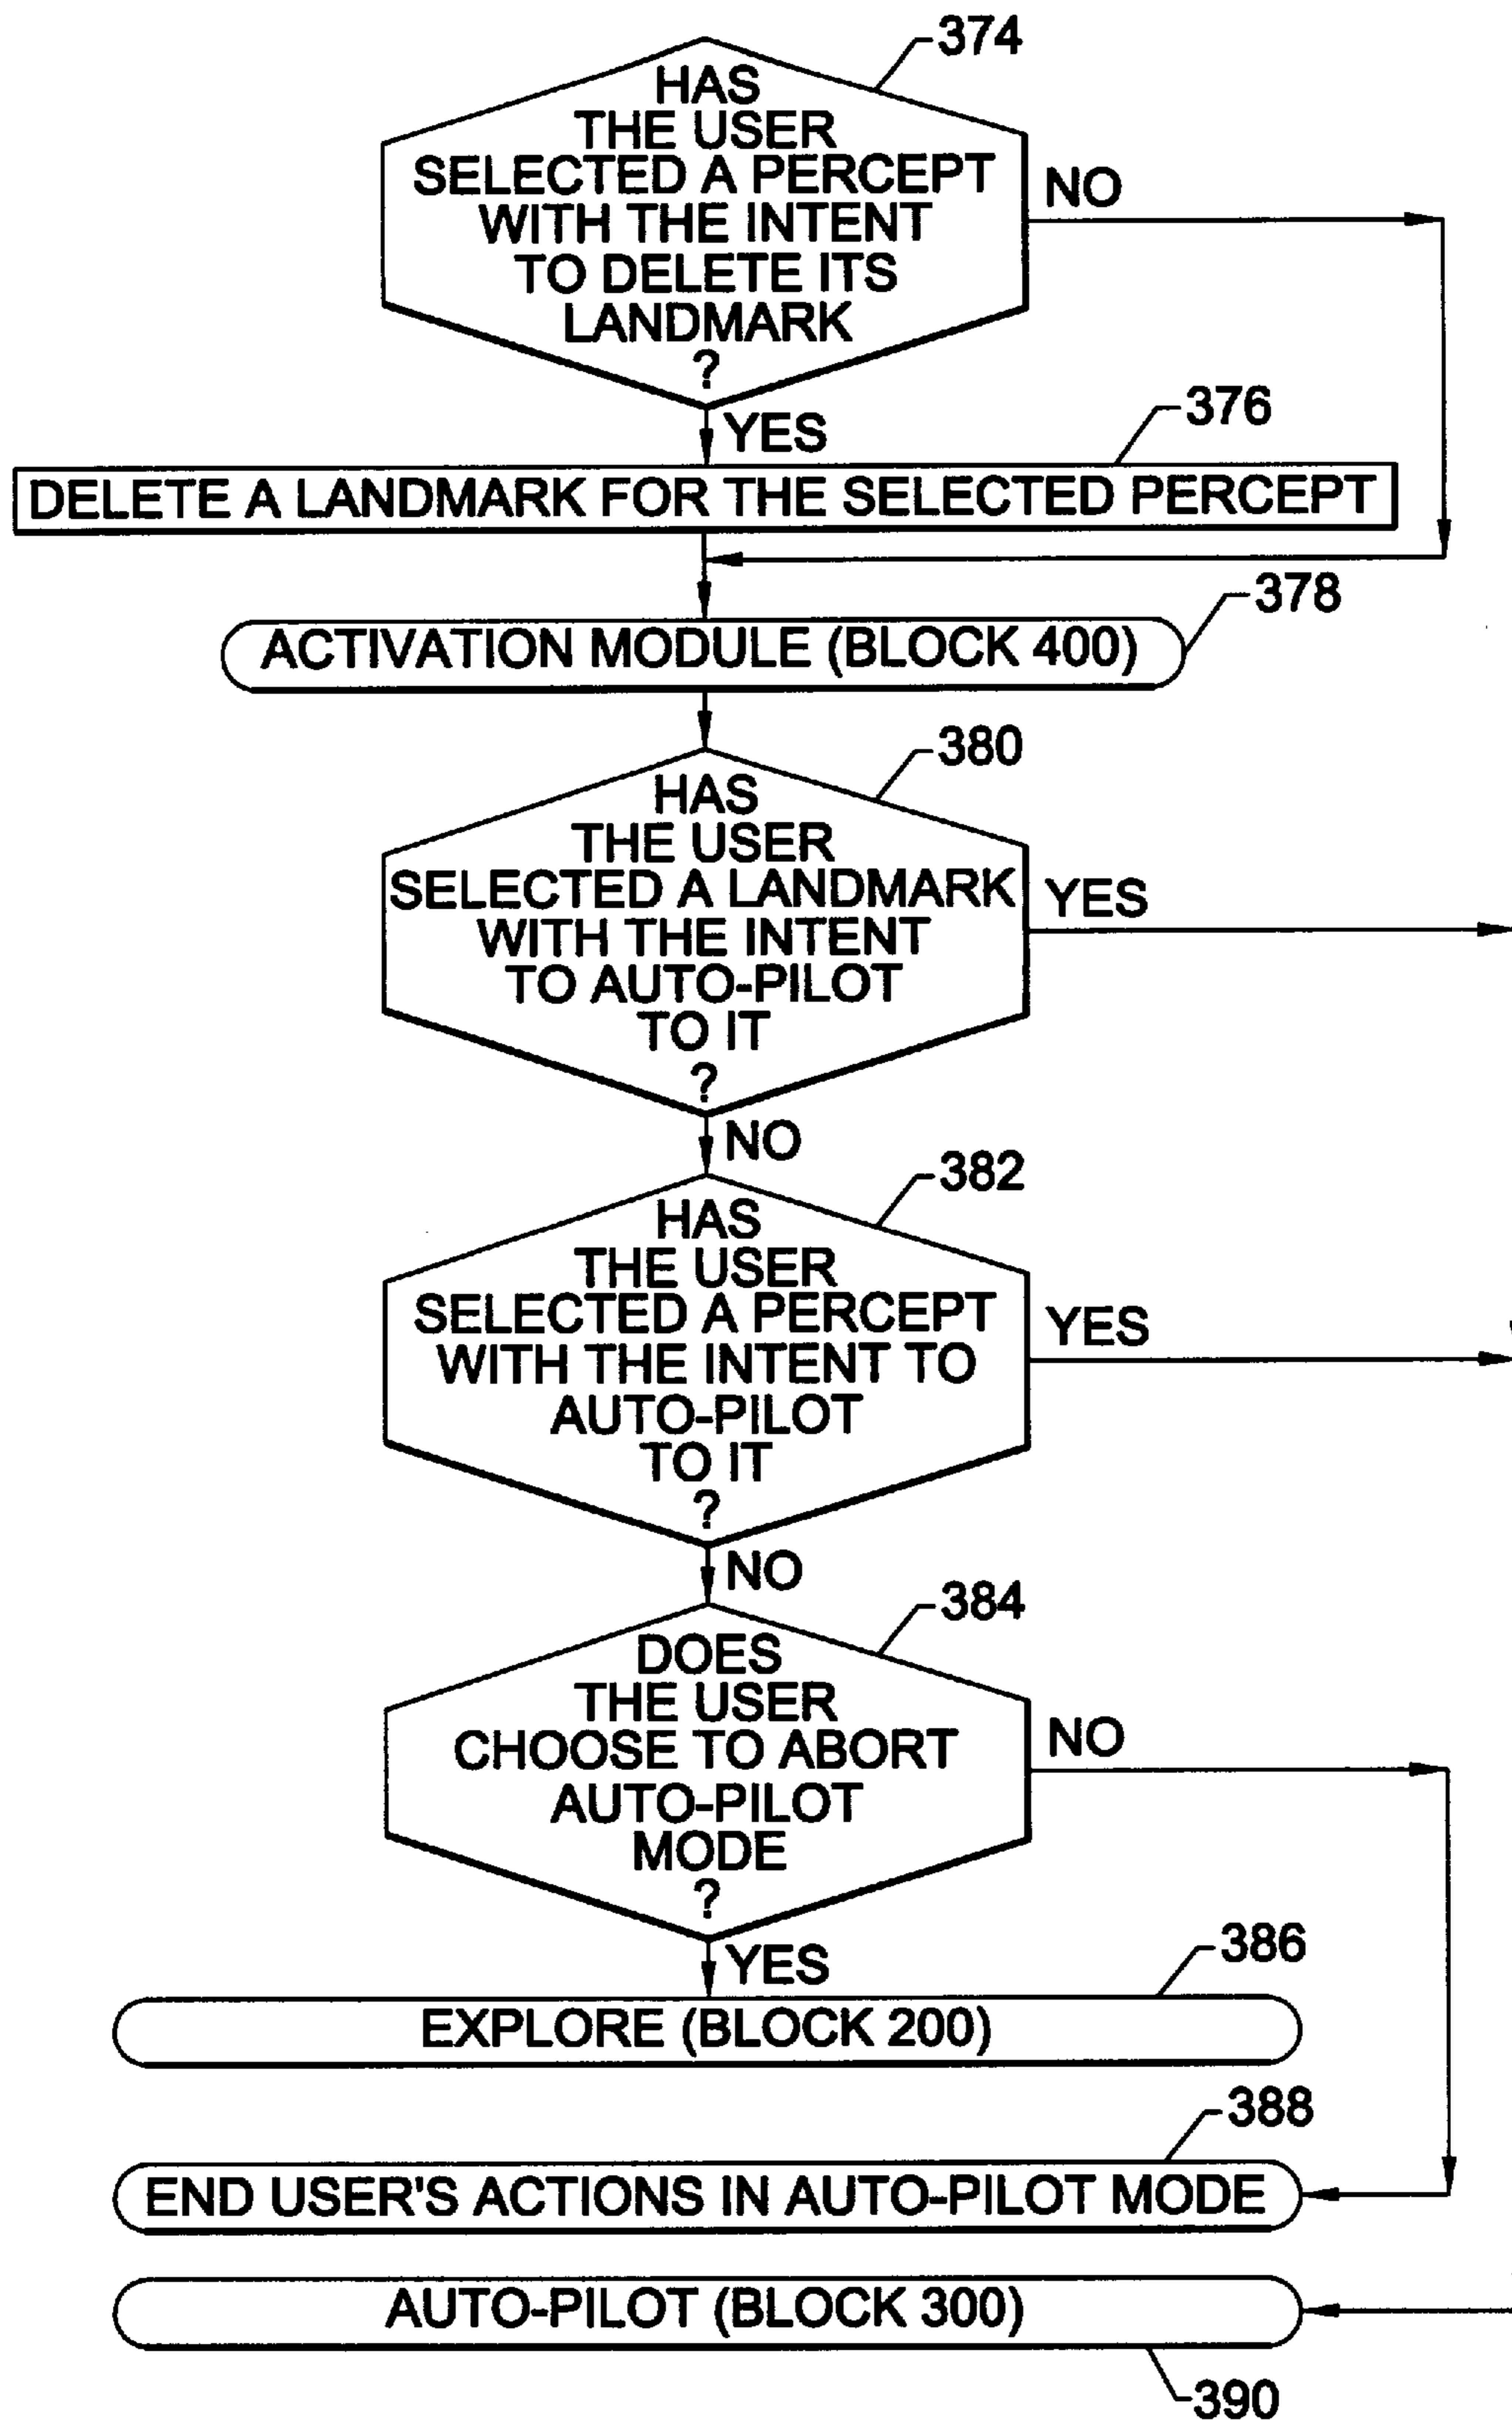 374
HAS
THE USER
SELECTED A PERCEPT
WITH THE INTENT
TO DELETE ITS
LANDMARK
?
NO
YES
376
DELETE A LANDMARK FOR THE SELECTED PERCEPT
378
ACTIVATION MODULE (BLOCK 400)
380
HAS
THE USER
SELECTED A LANDMARK
WITH THE INTENT
TO AUTO-PILOT
TO IT
?
YES
NO
382
HAS
THE USER
SELECTED A PERCEPT
WITH THE INTENT TO
AUTO-PILOT
TO IT
?
YES
NO
384
DOES
THE USER
CHOOSE TO ABORT
AUTO-PILOT
MODE
?
NO
YES
386
EXPLORE (BLOCK 200)
388
END USER'S ACTIONS IN AUTO-PILOT MODE
AUTO-PILOT (BLOCK 300)
390